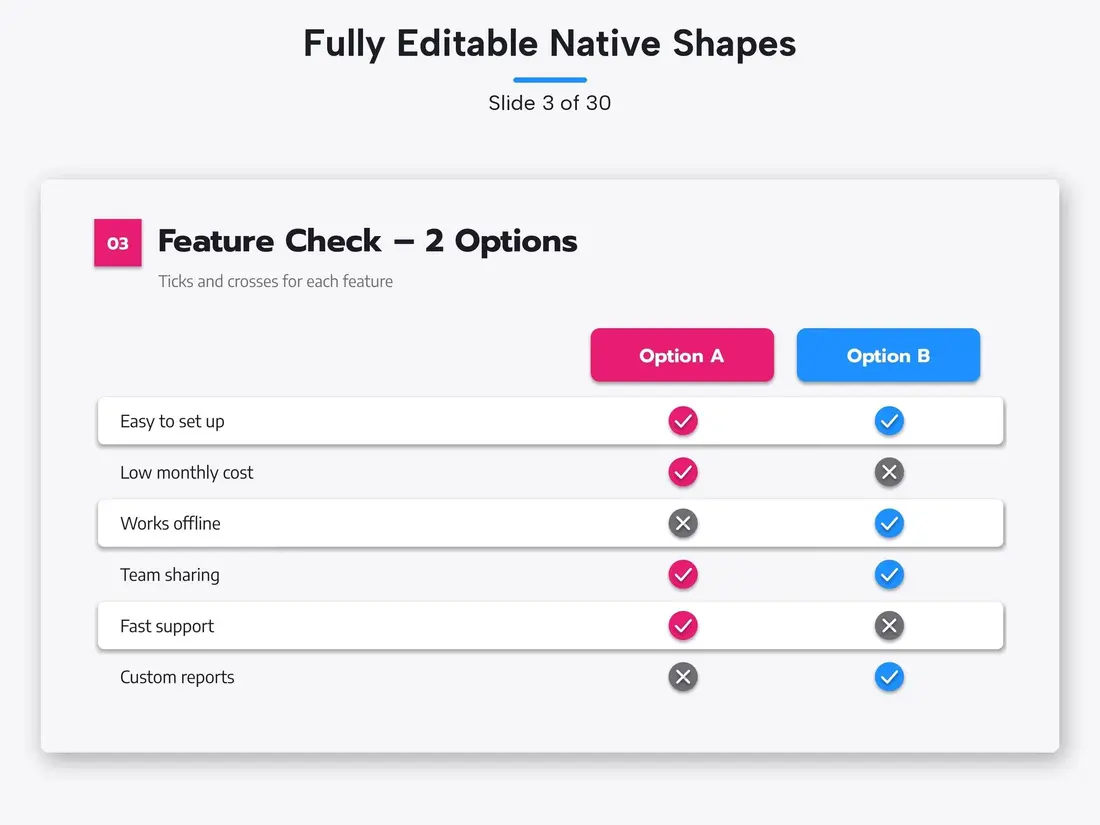 Fully Editable Native Shapes
Slide 3 of 30
03
Feature Check – 2 Options
Ticks and crosses for each feature
Option A
Option B
Easy to set up
Low monthly cost
Works offline
Team sharing
Fast support
Custom reports